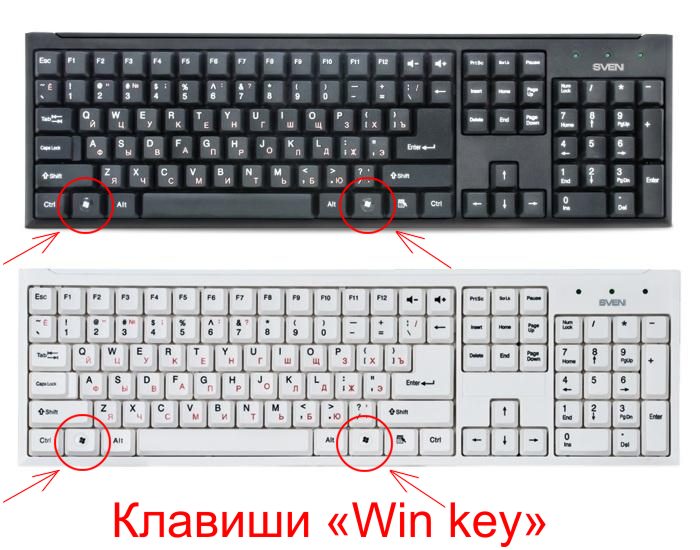 SVEN
Esc F1 F2 F3 F4 F5 F6 F7 F8 F9 F10 F11 F12 PrtSc ScrLk Pause
~ Ё ! 1 @ " 2 # № 3 $ ; 4 % 5 ^ : 6 & ? 7 * 8 ( 9 ) 0 _ - + = Insert Home Page Up Num Lock / * -
Tab Q Й W Ц E У R К T Е Y Н U Г I Ш O Щ P З { [ Х } ] Ъ Delete End Page Down 7 Home 8 9 PgUp +
Caps Lock A Ф S Ы D В F А G П H Р J О K Л L Д : ; Ж " ' Э Enter 4 5 6
Shift Z Я X Ч C С V М B И N Т M Ь < , Б > . Ю ? / Shift 1 End 2 3 PgDn Enter
Ctrl Alt Alt Ctrl 0 Ins . Del
SVEN
Esc F1 F2 F3 F4 F5 F6 F7 F8 F9 F10 F11 F12 PrtSc ScrLk Pause
~ Ё ! 1 @ " 2 # № 3 $ ; 4 % 5 ^ : 6 & ? 7 * 8 ( 9 ) 0 _ - + = Insert Home Page Up Num Lock / * -
Tab Q Й W Ц E У R К T Е Y Н U Г I Ш O Щ P З { [ Х } ] Ъ Delete End Page Down 7 Home 8 9 PgUp +
Caps Lock A Ф S Ы D В F А G П H Р J О K Л L Д : ; Ж " ' Э Enter 4 5 6
Shift Z Я X Ч C С V М B И N Т M Ь < , Б > . Ю ? / Shift 1 End 2 3 PgDn Enter
Ctrl Alt Alt Ctrl 0 Ins . Del
Клавиши «Win key»